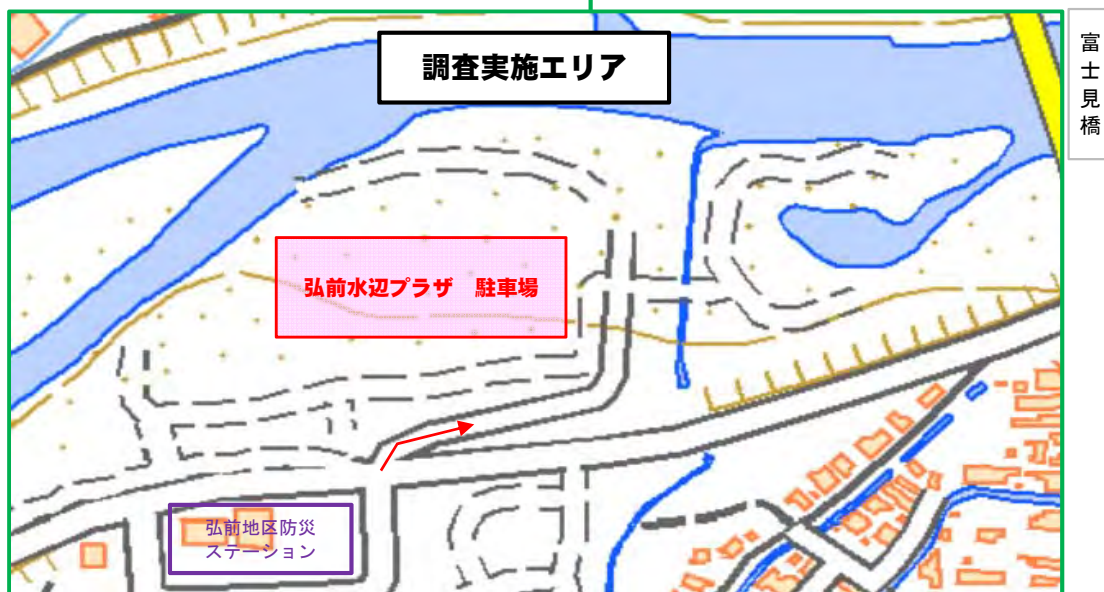 調査実施エリア
富士見橋
弘前水辺プラザ　駐車場
弘前地区防災
ステーション